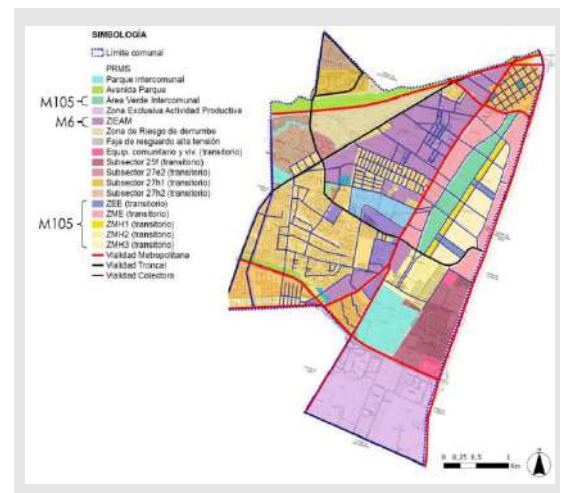 SIMBOLOGÍA
Límite comunal
PRMS
Parque intercomunal
Avenida Parque
M105 Área Verde Intercomunal
Zona Exclusiva Actividad Productiva
M6 ZIEAM
Zona de Riesgo de derrumbe
Faja de resguardo alta tensión
Equip. comunitario y viv. (transitorio)
Subsector 25f (transitorio)
Subsector 27e2 (transitorio)
Subsector 27h1 (transitorio)
Subsector 27h2 (transitorio)
ZEB (transitorio)
ZME (transitorio)
M105 ZMH1 (transitorio)
ZMH2 (transitorio)
ZMH3 (transitorio)
Vialidad Metropolitana
Vialidad Troncal
Vialidad Colectora
0 0,25 0,5 1
Km